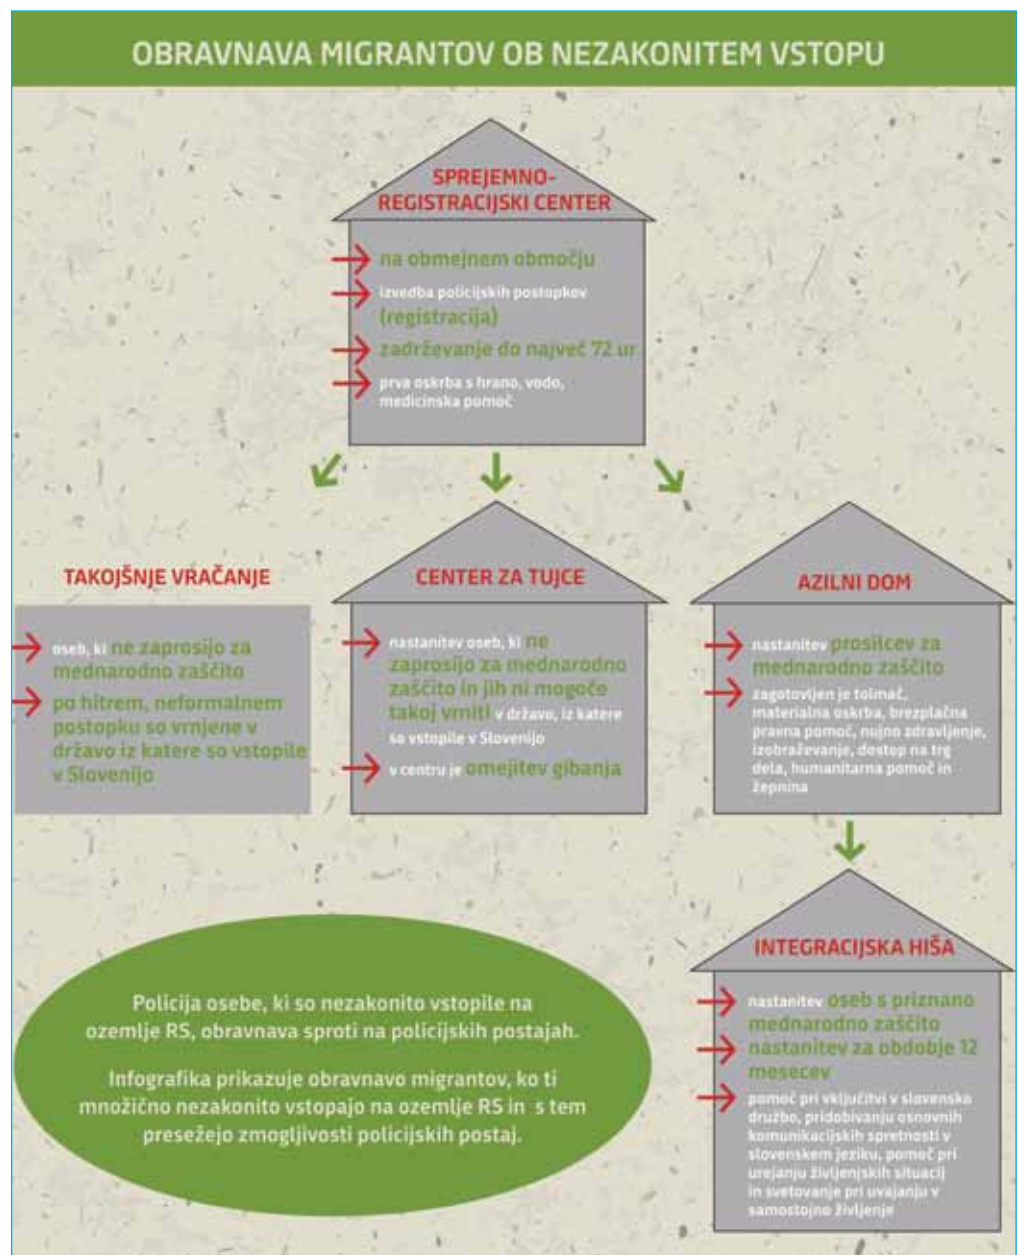 OBRAVNAVA MIGRANTOV OB NEZAKONITEM VSTOPU
SPREJEMNO-
REGISTRACIJSKI CENTER
na obmejnem območju
izvedba policijskih postopkov
(registracija)
zadrževanje do največ 72 ur
prva oskrba s hrano, vodo,
medicinska pomoč
TAKOJŠNJE VRAČANJE
oseb, ki ne zaprosijo za
mednarodno zaščito
po hitrem, neformalnem
postopku so vrnjene v
državo iz katere so vstopile
v Slovenijo
CENTER ZA TUJCE
nastanitev oseb, ki ne
zaprosijo za mednarodno
zaščito in jih ni mogoče
takoj vrniti v državo, iz katere
so vstopile v Slovenijo
v centru je omejitev gibanja
AZILNI DOM
nastanitev prosilcev za
mednarodno zaščito
zagotovljen je tolmač,
materialna oskrba, brezplačna
pravna pomoč, nujno zdravljenje,
izobraževanje, dostop na trg
dela, humanitarna pomoč in
žepnina
INTEGRACIJSKA HIŠA
nastanitev oseb s priznano
mednarodno zaščito
nastanitev za obdobje 12
mesecev
pomoč pri vključitvi v slovensko
družbo, pridobivanju osnovnih
komunikacijskih spretnosti v
slovenskem jeziku, pomoč pri
urejanju življenjskih situacij
in svetovanje pri uvajanju v
samostojno življenje
Policija osebe, ki so nezakonito vstopile na
ozemlje RS, obravnava sproti na policijskih postajah.
Infografika prikazuje obravnavo migrantov, ko ti
množično nezakonito vstopajo na ozemlje RS in s tem
presežejo zmogljivosti policijskih postaj.